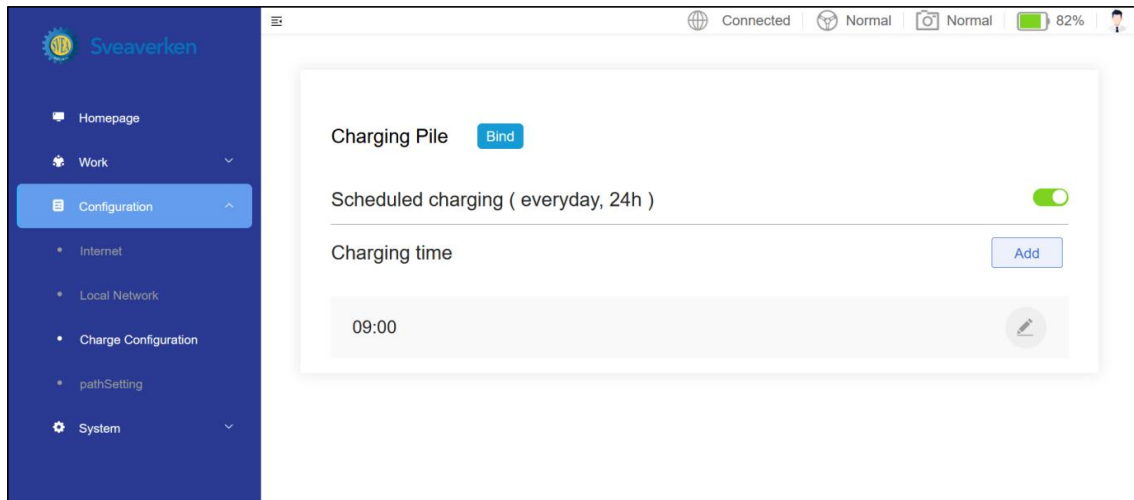 Connected Normal Normal 82%
SVEA Sveaverken
Homepage
Work
Configuration
Internet
Local Network
Charge Configuration
pathSetting
System
Charging Pile Bind
Scheduled charging ( everyday, 24h )
Charging time Add
09:00